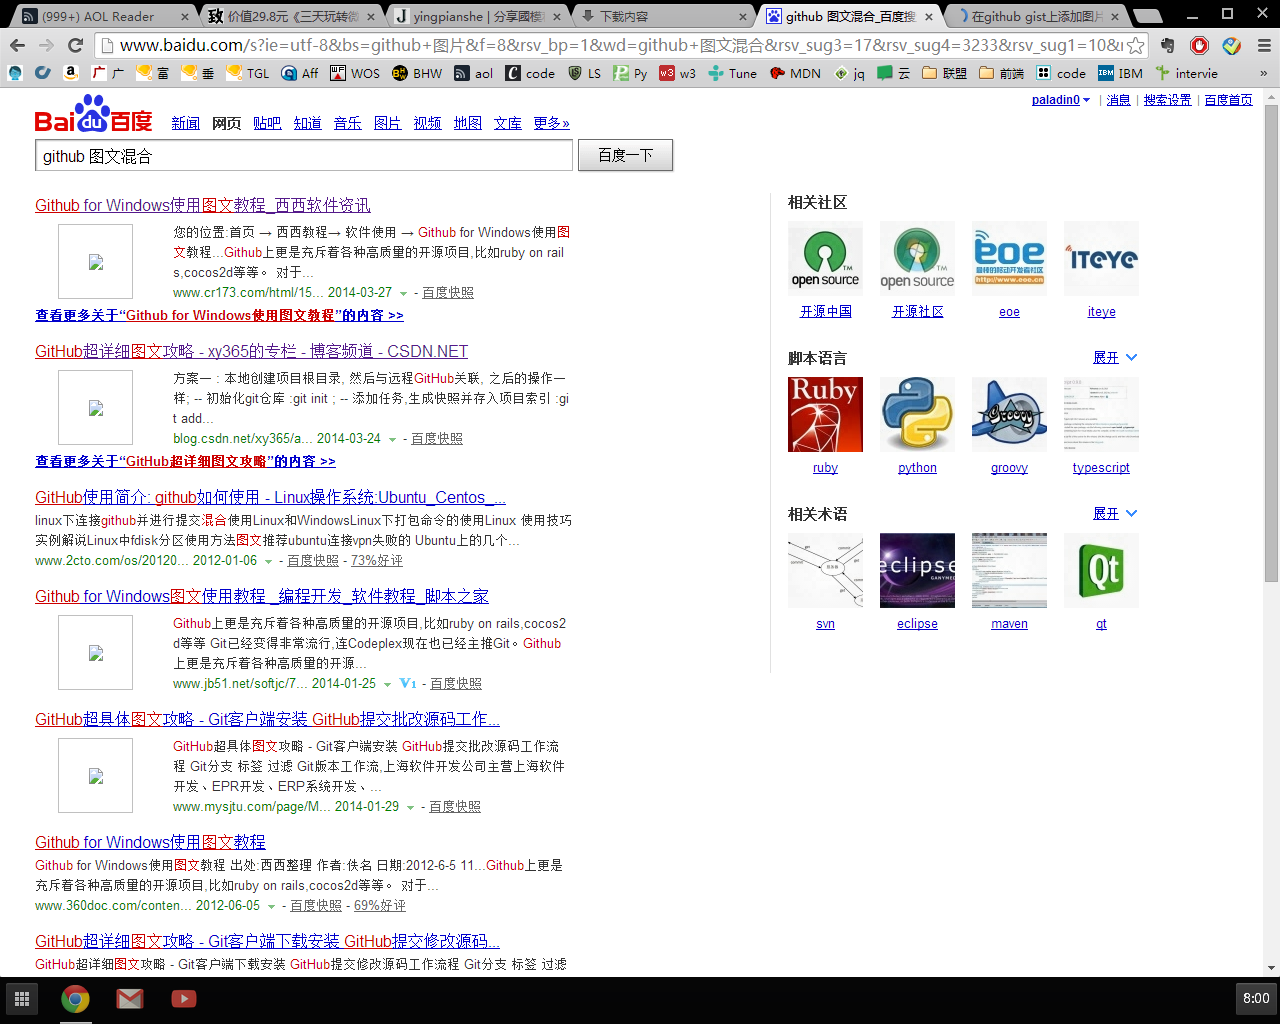 (999+) AOL Reader
价值29.8元《三天玩转微
yingpianshe | 分享國模
下载内容
github 图文混合_百度搜
在github gist上添加图片
www.baidu.com/s?ie=utf-8&bs=github+图片&f=8&rsv_bp=1&wd=github+图文混合&rsv_sug3=17&rsv_sug4=3233&rsv_sug1=10&
广 富 垂 TGL Aff WOS BHW aol code LS Py w3 Tune MDN jq 云 联盟 前端 code IBM intervie »
paladin0 | 消息 | 搜索设置 | 百度首页
Bai du 百度 新闻 网页 贴吧 知道 音乐 图片 视频 地图 文库 更多»
github 图文混合 百度一下
Github for Windows使用图文教程_西西软件资讯
您的位置:首页 → 西西教程→ 软件使用 → Github for Windows使用图
文教程...Github上更是充斥着各种高质量的开源项目,比如ruby on rail
s,cocos2d等等。 对于...
www.cr173.com/html/15... 2014-03-27 - 百度快照
查看更多关于“Github for Windows使用图文教程”的内容 >>
GitHub超详细图文攻略 - xy365的专栏 - 博客频道 - CSDN.NET
方案一 : 本地创建项目根目录, 然后与远程GitHub关联, 之后的操作一
样; -- 初始化git仓库 :git init ; -- 添加任务,生成快照并存入项目索引 :gi
t add...
blog.csdn.net/xy365/a... 2014-03-24 - 百度快照
查看更多关于“GitHub超详细图文攻略”的内容 >>
GitHub使用简介: github如何使用 - Linux操作系统:Ubuntu_Centos_...
linux下连接github并进行提交混合使用Linux和WindowsLinux下打包命令的使用Linux 使用技巧
实例解说Linux中fdisk分区使用方法图文推荐ubuntu连接vpn失败的 Ubuntu上的几个...
www.2cto.com/os/20120... 2012-01-06 - 百度快照 - 73%好评
Github for Windows图文使用教程 _编程开发_软件教程_脚本之家
Github上更是充斥着各种高质量的开源项目,比如ruby on rails,cocos2
d等等 Git已经变得非常流行,连Codeplex现在也已经主推Git。Github
上更是充斥着各种高质量的开源...
www.jb51.net/softjc/7... 2014-01-25 V1 - 百度快照
GitHub超具体图文攻略 - Git客户端安装 GitHub提交批改源码工作...
GitHub超具体图文攻略 - Git客户端安装 GitHub提交批改源码工作流
程 Git分支 标签 过滤 Git版本工作流,上海软件开发公司主营上海软件
开发、EPR开发、ERP系统开发、...
www.mysjtu.com/page/M... 2014-01-29 - 百度快照
Github for Windows使用图文教程
Github for Windows使用图文教程 出处:西西整理 作者:佚名 日期:2012-6-5 11...Github上更是
充斥着各种高质量的开源项目,比如ruby on rails,cocos2d等等。 对于...
www.360doc.com/conten... 2012-06-05 - 百度快照 - 69%好评
GitHub超详细图文攻略 - Git客户端下载安装 GitHub提交修改源码...
GitHub超详细图文攻略 - Git客户端下载安装 GitHub提交修改源码工作流程 Git分支 标签 过滤
相关社区
open source open source eoe ITEYE
http://www.eoe.cn
开源中国 开源社区 eoe iteye
脚本语言 展开
Ruby Groovy
ruby python groovy typescript
相关术语 展开
eclipse Qt
svn eclipse maven qt
8:00